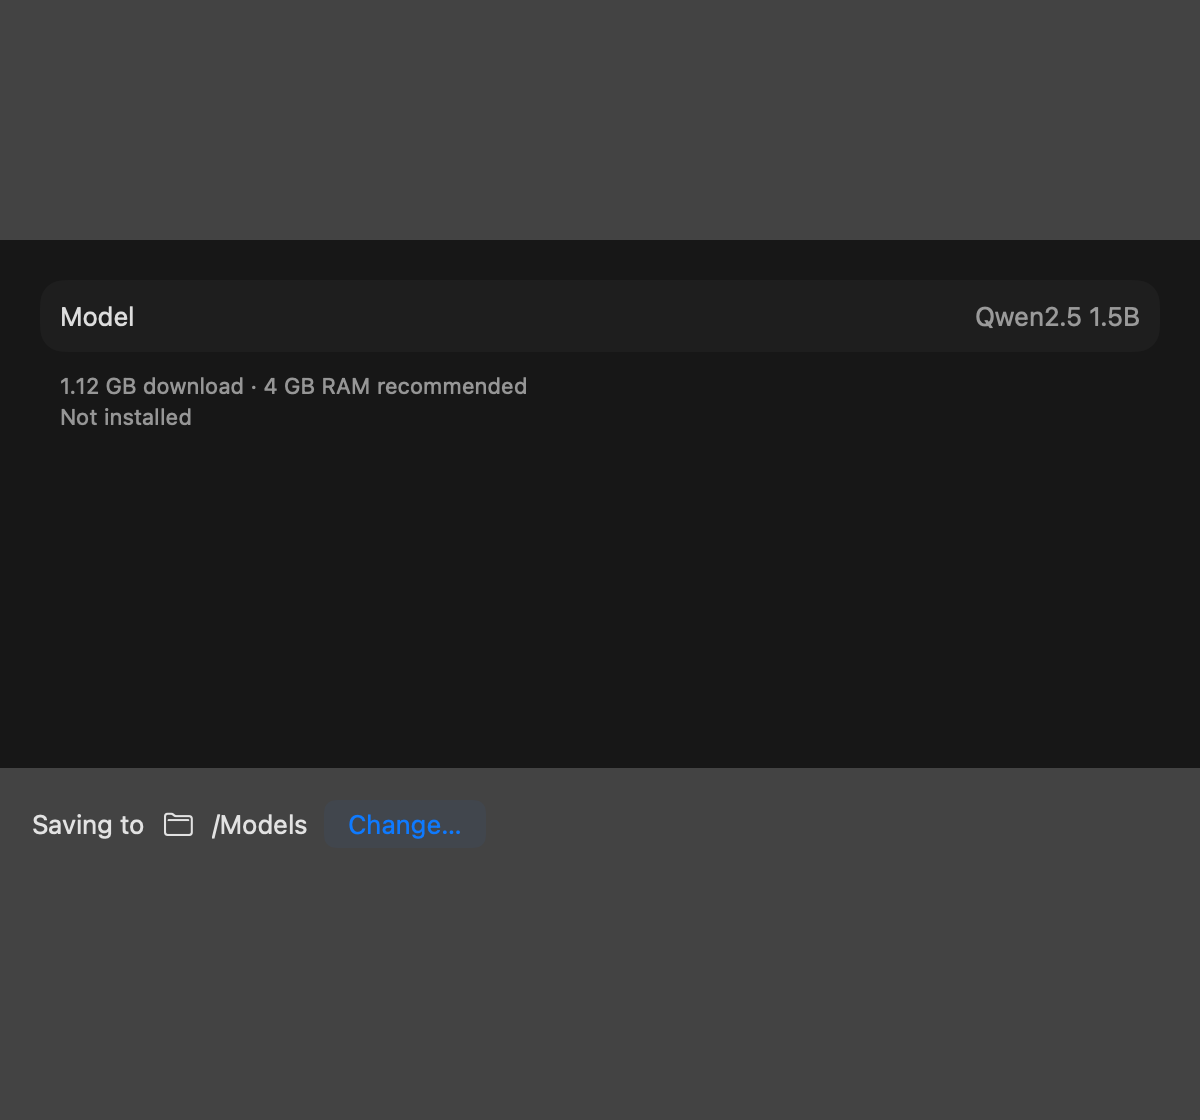 Model Qwen2.5 1.5B
1.12 GB download · 4 GB RAM recommended
Not installed
Saving to /Models Change...